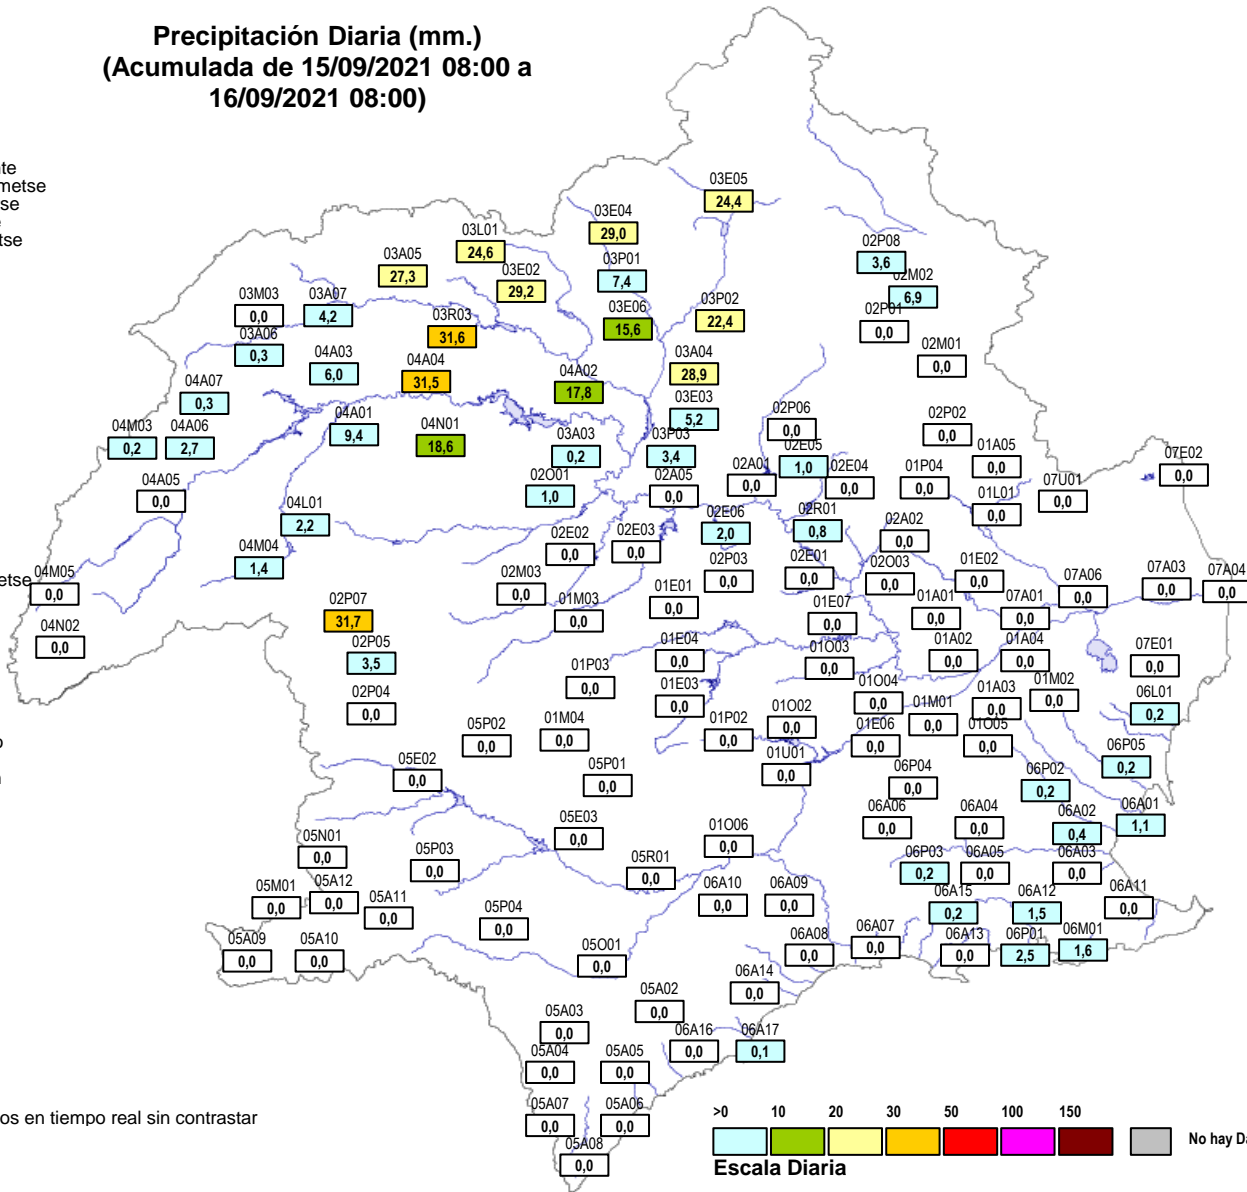 Precipitación Diaria (mm.)
(Acumulada de 15/09/2021 08:00 a
16/09/2021 08:00)
nte
metse
se
e
tse
03E05
24,4
03E04
29,0
03L01
24,6
02P08
3,6
03A05
27,3
03P01
7,4
03E02
29,2
02M02
6,9
03M03
0,0
03A07
4,2
03E06
15,6
03P02
22,4
02P01
0,0
03R03
31,6
03A06
0,3
02M01
0,0
04A03
6,0
04A04
31,5
04A02
17,8
03A04
28,9
04A07
0,3
03E03
5,2
04A01
9,4
02P06
0,0
02P02
0,0
04M03
0,2
04A06
2,7
04N01
18,6
03A03
0,2
03P03
3,4
02E05
1,0
01A05
0,0
07E02
0,0
04A05
0,0
02O01
1,0
02A05
0,0
02A01
0,0
02E04
0,0
01P04
0,0
07U01
0,0
01L01
0,0
04L01
2,2
02E06
2,0
02R01
0,8
02A02
0,0
04M04
1,4
02E02
0,0
02E03
0,0
etse
04M05
0,0
02M03
0,0
02P03
0,0
02E01
0,0
02O03
0,0
01E02
0,0
07A06
0,0
07A03
0,0
07A04
0,0
02P07
31,7
01M03
0,0
01E01
0,0
01E07
0,0
01A01
0,0
07A01
0,0
04N02
0,0
02P05
3,5
01E04
0,0
01O03
0,0
01A02
0,0
01A04
0,0
07E01
0,0
02P04
0,0
01P03
0,0
01E03
0,0
01O04
0,0
01A03
0,0
01M02
0,0
06L01
0,2
05P02
0,0
01M04
0,0
01P02
0,0
01O02
0,0
01M01
0,0
01E06
0,0
01O05
0,0
o
n
05E02
0,0
05P01
0,0
01U01
0,0
06P04
0,0
06P02
0,2
06P05
0,2
05E03
0,0
06A06
0,0
06A04
0,0
06A02
0,4
06A01
1,1
05N01
0,0
05P03
0,0
05R01
0,0
01O06
0,0
06P03
0,2
06A05
0,0
06A03
0,0
05M01
0,0
05A12
0,0
05A11
0,0
06A10
0,0
06A09
0,0
06A15
0,2
06A12
1,5
06A11
0,0
05P04
0,0
05A09
0,0
05A10
0,0
05O01
0,0
06A08
0,0
06A07
0,0
06A13
0,0
06P01
2,5
06M01
1,6
06A14
0,0
05A02
0,0
05A03
0,0
06A16
0,0
06A17
0,1
05A04
0,0
05A05
0,0
05A07
0,0
05A06
0,0
05A08
0,0
os en tiempo real sin contrastar
>0 10 20 30 50 100 150
No hay Da
Escala Diaria